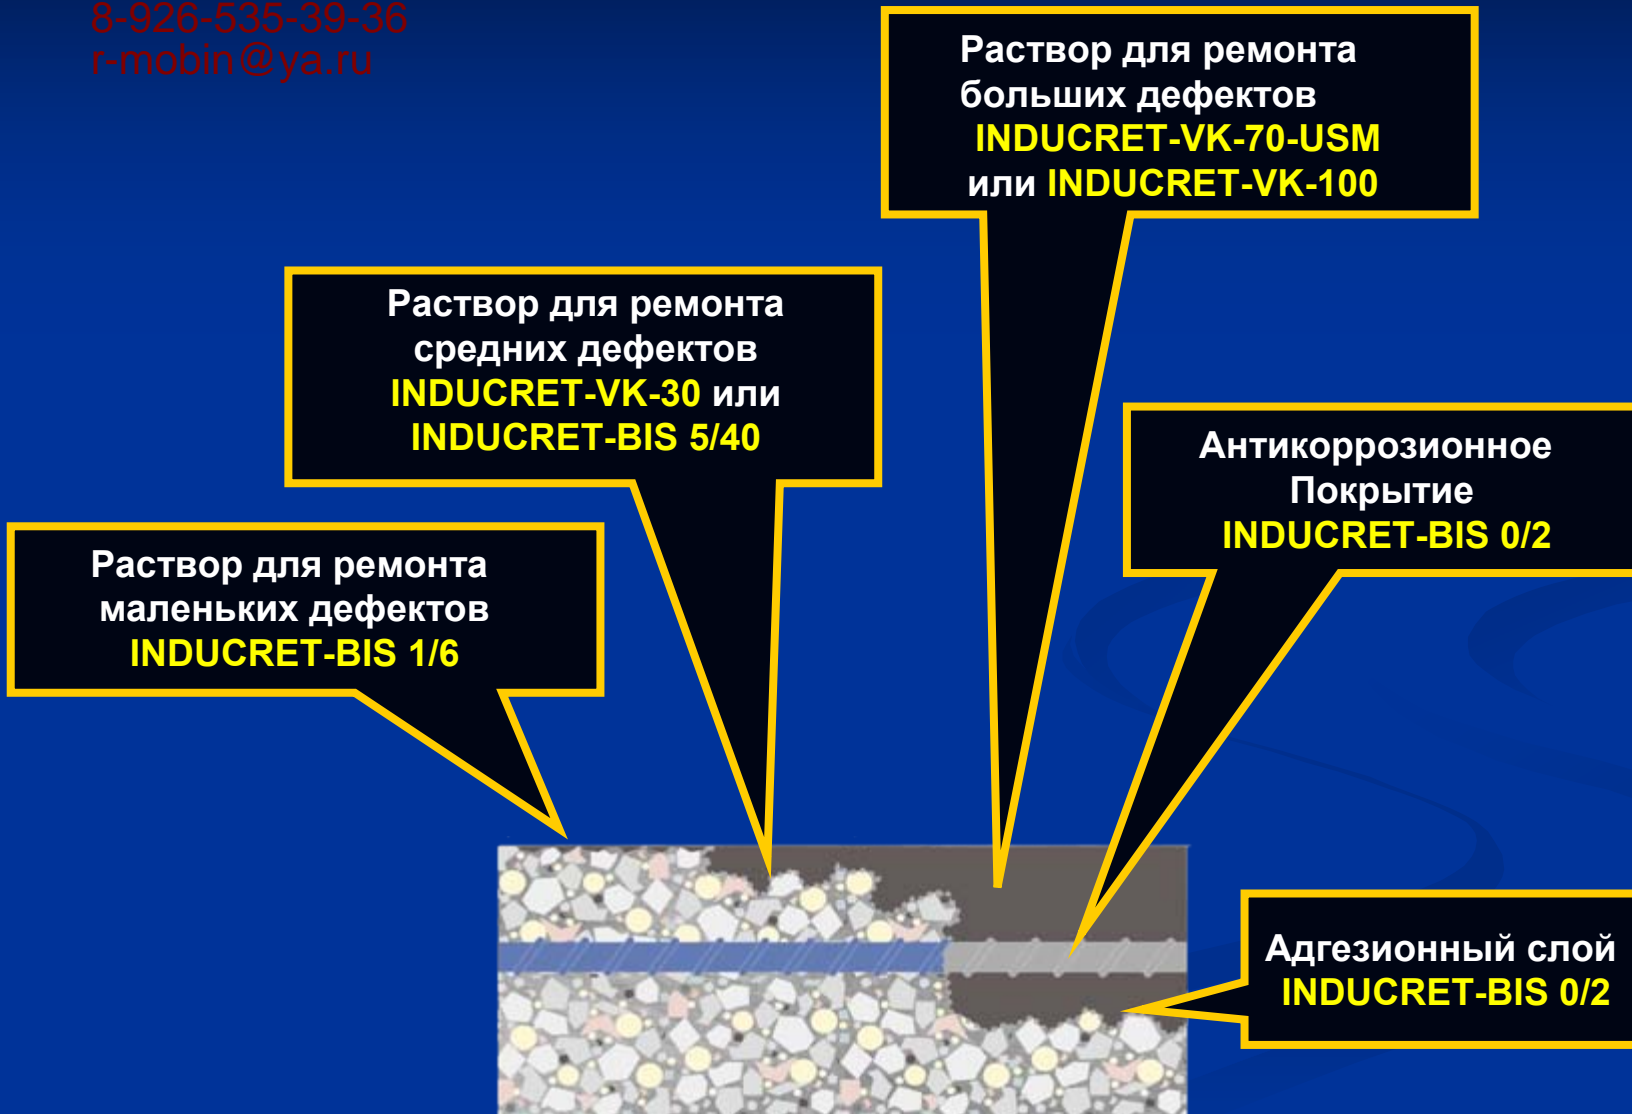 8-926-535-39-36
r-mobin@ya.ru
Раствор для ремонта
больших дефектов
INDUCRET-VK-70-USM
или INDUCRET-VK-100
Раствор для ремонта
средних дефектов
INDUCRET-VK-30 или
INDUCRET-BIS 5/40
Антикоррозионное
Покрытие
INDUCRET-BIS 0/2
Раствор для ремонта
маленьких дефектов
INDUCRET-BIS 1/6
Адгезионный слой
INDUCRET-BIS 0/2